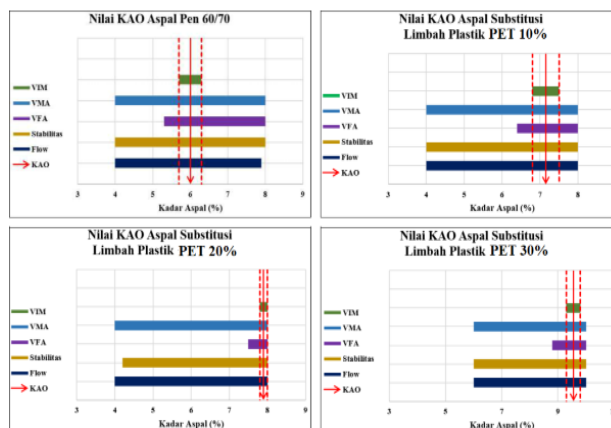 Nilai KAO Aspal Pen 60/70
VIM
VMA
VFA
Stabilitas
Flow
KAO
3 4 5 6 7 8 9
Kadar Aspal (%)
Nilai KAO Aspal Substitusi
Limbah Plastik PET 10%
VIM
VMA
VFA
Stabilitas
Flow
KAO
3 4 5 6 7 8 9
Kadar Aspal (%)
Nilai KAO Aspal Substitusi
Limbah Plastik PET 20%
VIM
VMA
VFA
Stabilitas
Flow
KAO
3 4 5 6 7 8 9
Kadar Aspal (%)
Nilai KAO Aspal Substitusi
Limbah Plastik PET 30%
VIM
VMA
VFA
Stabilitas
Flow
KAO
3 5 7 9
Kadar Aspal (%)